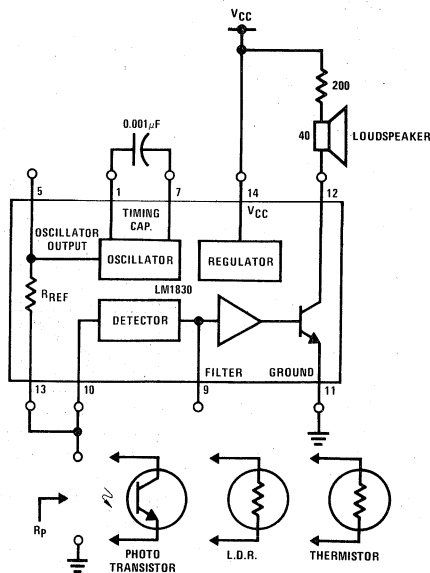 VCC
200
0.001μF
40
LOUDSPEAKER
5
1
7
14
12
TIMING
CAP.
VCC
OSCILLATOR
OUTPUT
OSCILLATOR
REGULATOR
RREF
LM1830
DETECTOR
FILTER
GROUND
13
10
9
11
RP
PHOTO
TRANSISTOR
L.D.R.
THERMISTOR